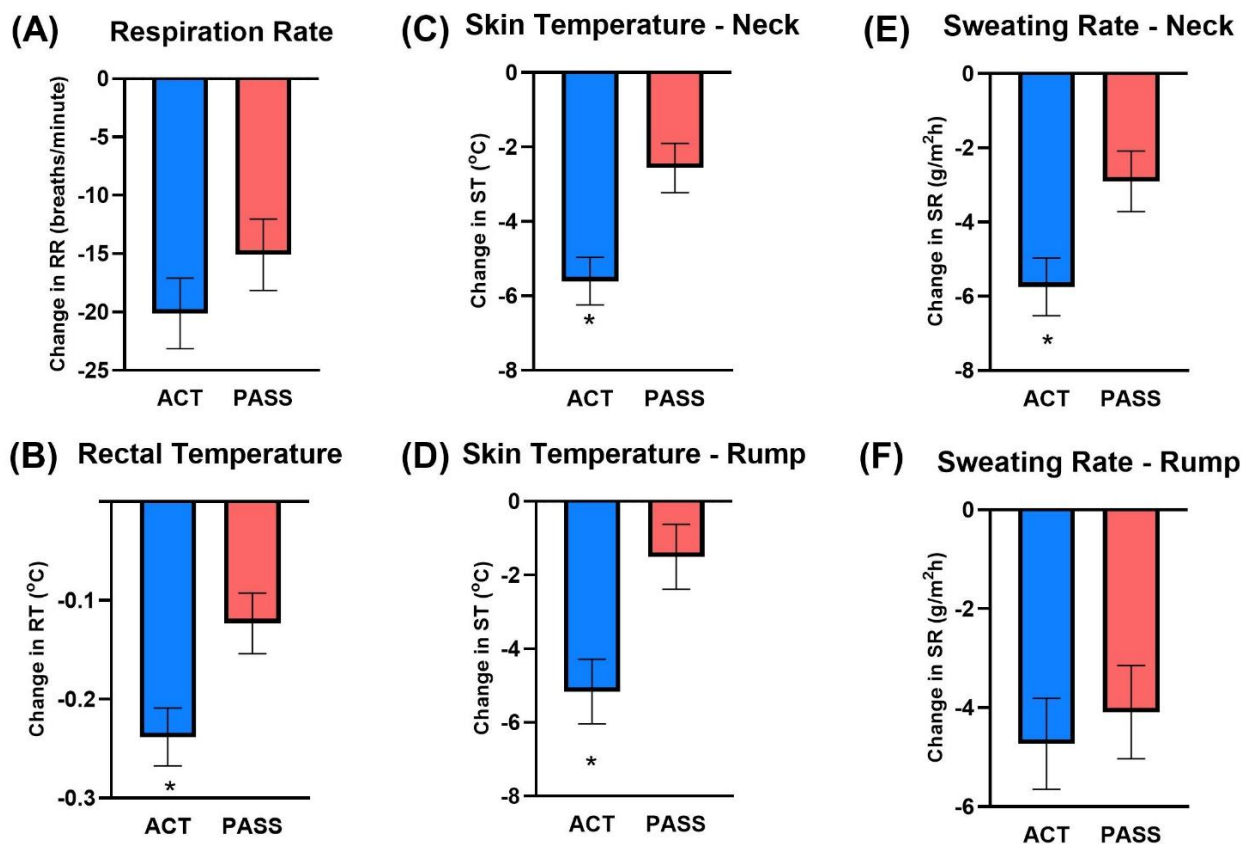 (A) Respiration Rate
Change in RR (breaths/minute)
0
-5
-10
-15
-20
-25
ACT PASS
(B) Rectal Temperature
Change in RT (°C)
-0.1
-0.2
-0.3
*
ACT PASS
(C) Skin Temperature - Neck
Change in ST (°C)
0
-2
-4
-6
-8
*
ACT PASS
(D) Skin Temperature - Rump
Change in ST (°C)
0
-2
-4
-6
-8
*
ACT PASS
(E) Sweating Rate - Neck
Change in SR (g/m²h)
0
-2
-4
-6
-8
*
ACT PASS
(F) Sweating Rate - Rump
Change in SR (g/m²h)
0
-2
-4
-6
ACT PASS